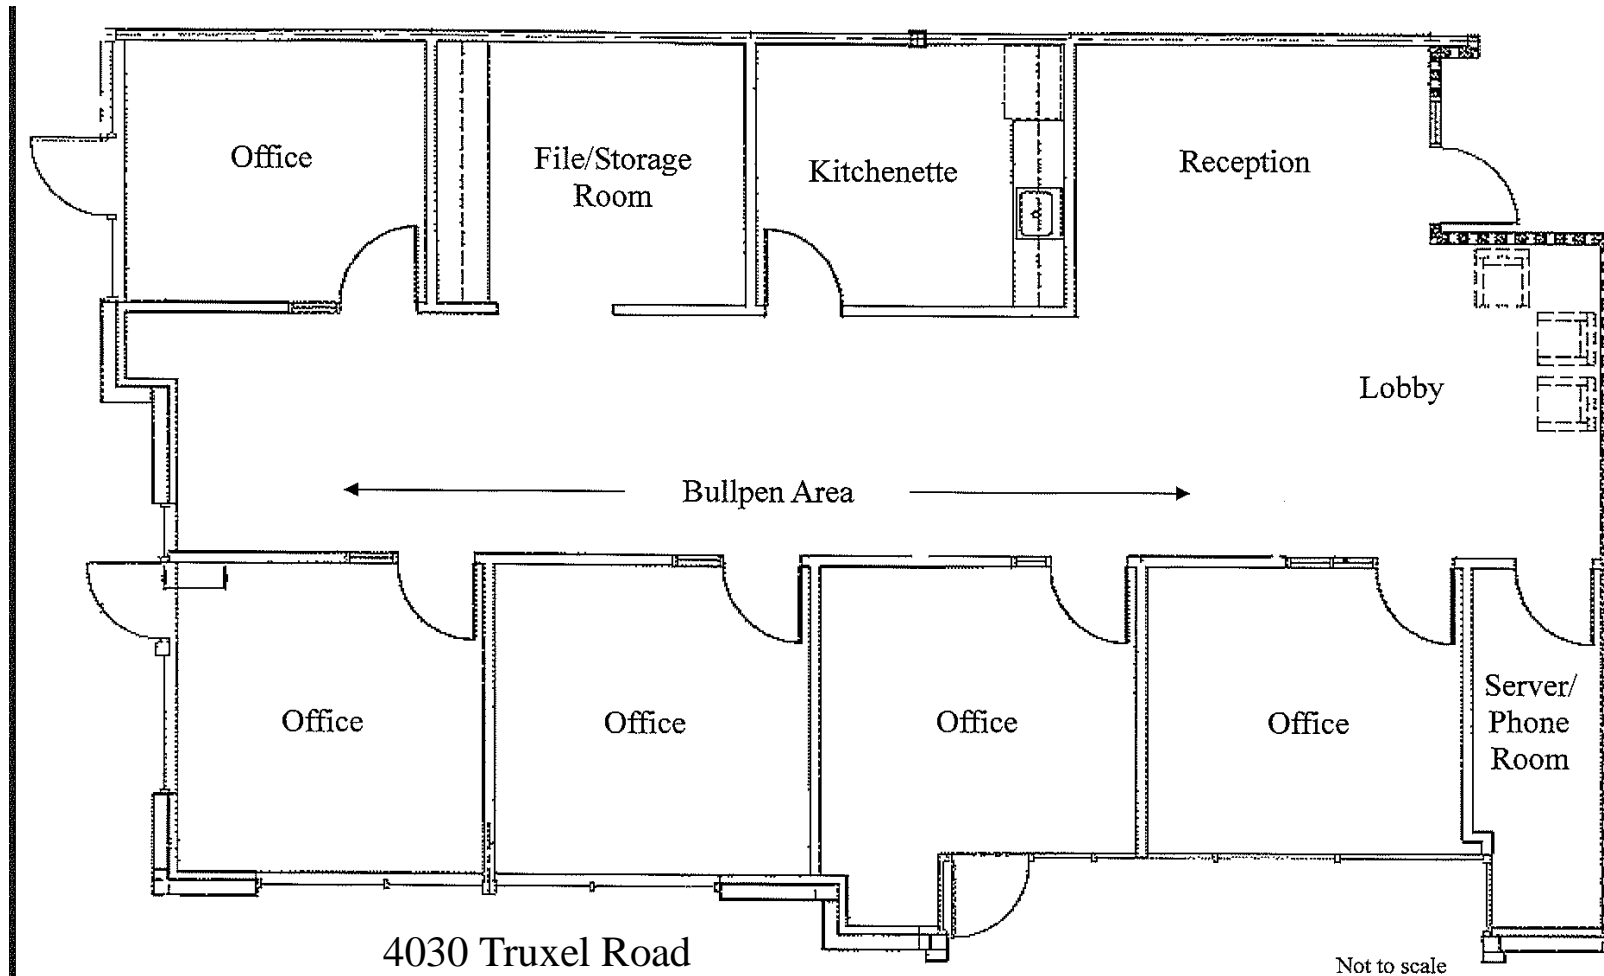 Office
File/Storage
Room
Kitchenette
Reception
Lobby
Bullpen Area
Office
Office
Office
Office
Server/
Phone
Room
4030 Truxel Road
Not to scale